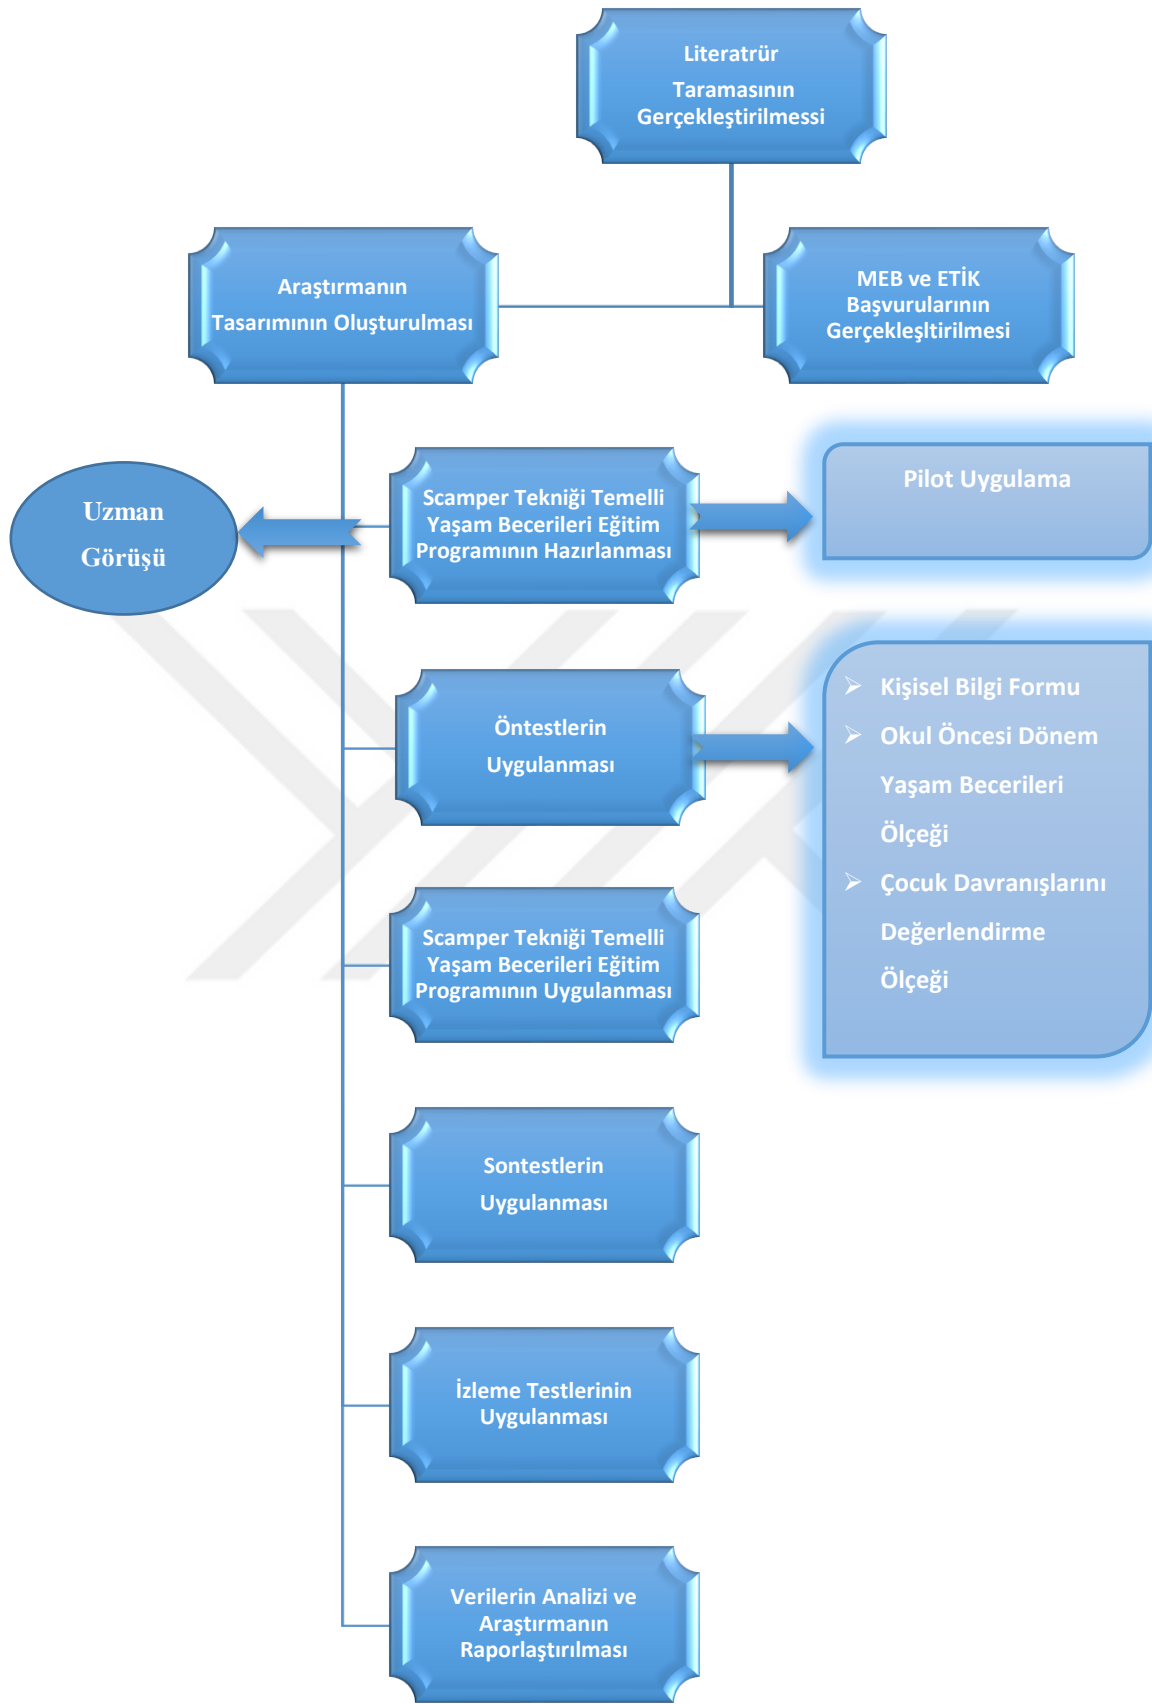 Literatrür
Taramasının
Gerçekleştirilmessi
Araştırmanın
Tasarımının Oluşturulması
MEB ve ETİK
Başvurularının
Gerçekleşltirilmesi
Uzman
Görüşü
Scamper Tekniği Temelli
Yaşam Becerileri Eğitim
Programının Hazırlanması
Pilot Uygulama
Öntestlerin
Uygulanması
➢ Kişisel Bilgi Formu
➢ Okul Öncesi Dönem
Yaşam Becerileri
Ölçeği
➢ Çocuk Davranışlarını
Değerlendirme
Ölçeği
Scamper Tekniği Temelli
Yaşam Becerileri Eğitim
Programının Uygulanması
Sontestlerin
Uygulanması
İzleme Testlerinin
Uygulanması
Verilerin Analizi ve
Araştırmanın
Raporlaştırılması